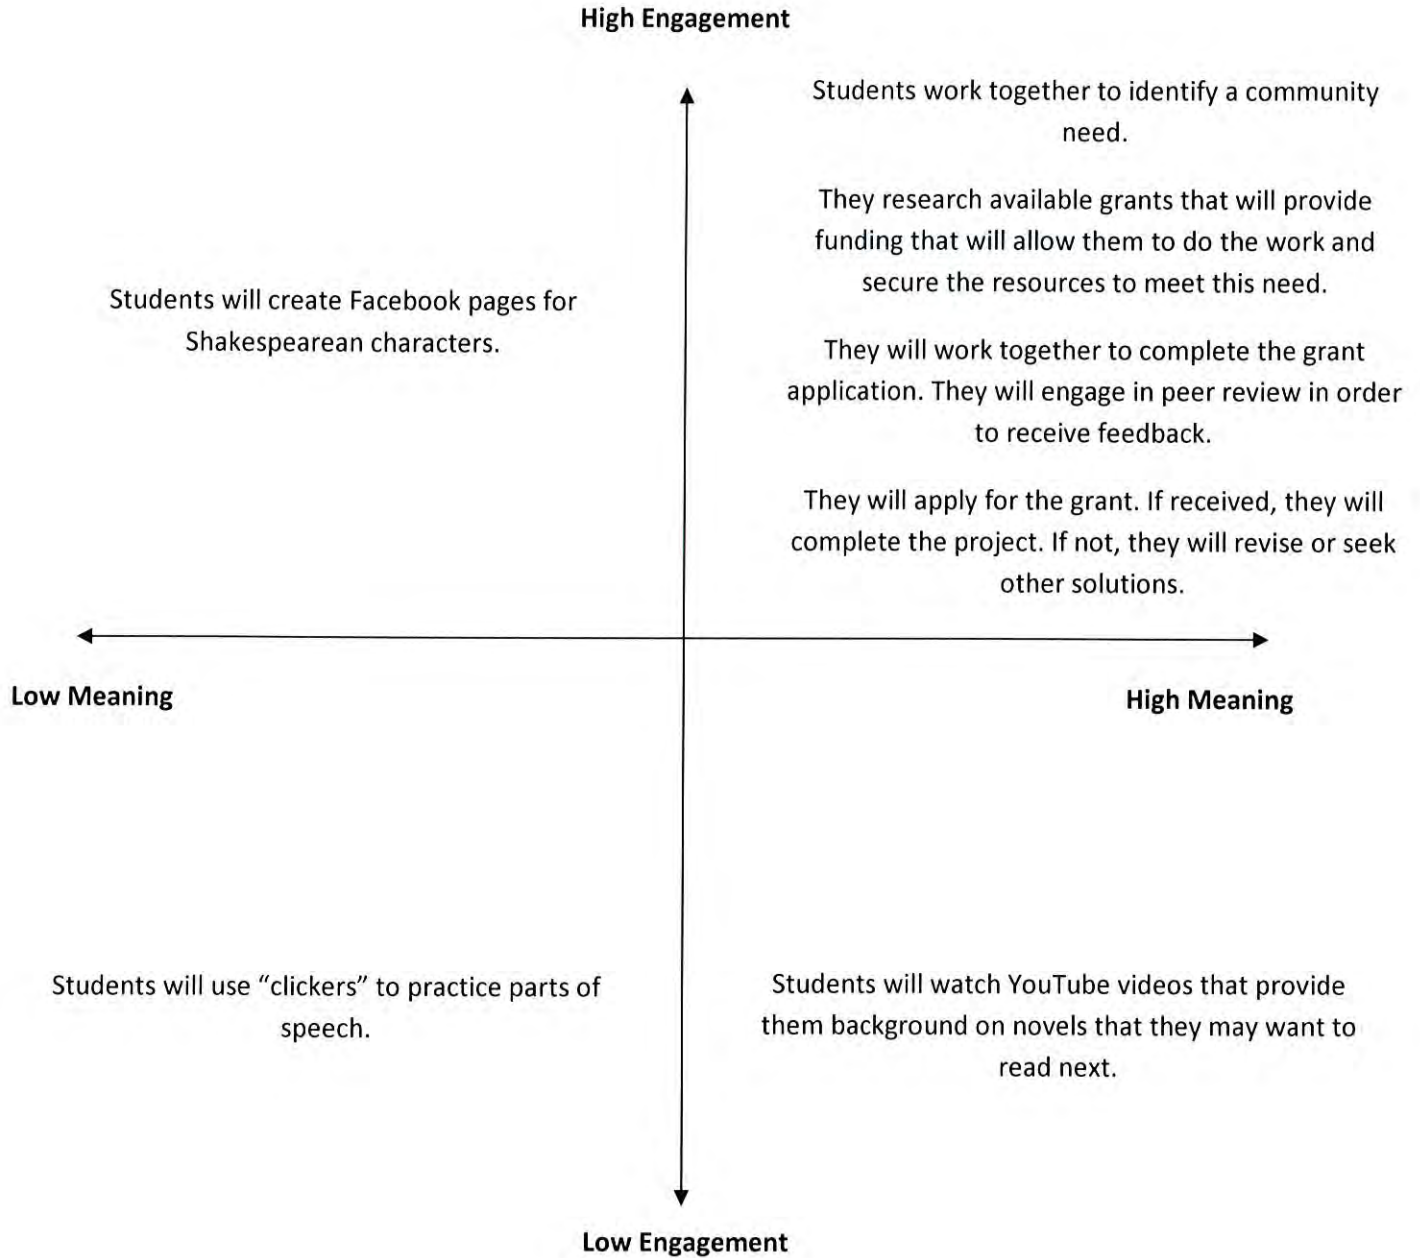 High Engagement
Students work together to identify a community
need.
They research available grants that will provide
funding that will allow them to do the work and
secure the resources to meet this need.
Students will create Facebook pages for
Shakespearean characters.
They will work together to complete the grant
application. They will engage in peer review in order
to receive feedback.
They will apply for the grant. If received, they will
complete the project. If not, they will revise or seek
other solutions.
Low Meaning
High Meaning
Students will use “clickers” to practice parts of
speech.
Students will watch YouTube videos that provide
them background on novels that they may want to
read next.
Low Engagement